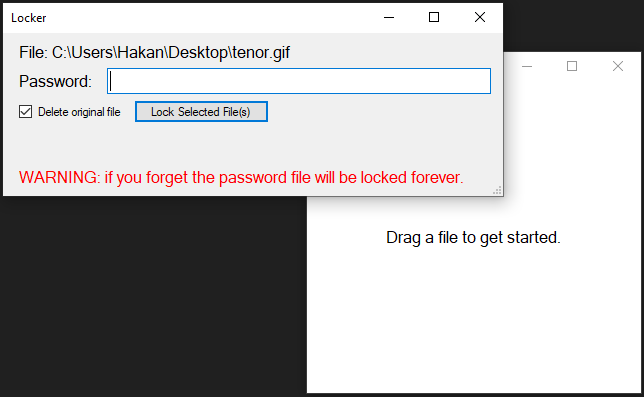 Locker
File: C:\Users\Hakan\Desktop\tenor.gif
Password:
Delete original file
Lock Selected File(s)
WARNING: if you forget the password file will be locked forever.
Drag a file to get started.